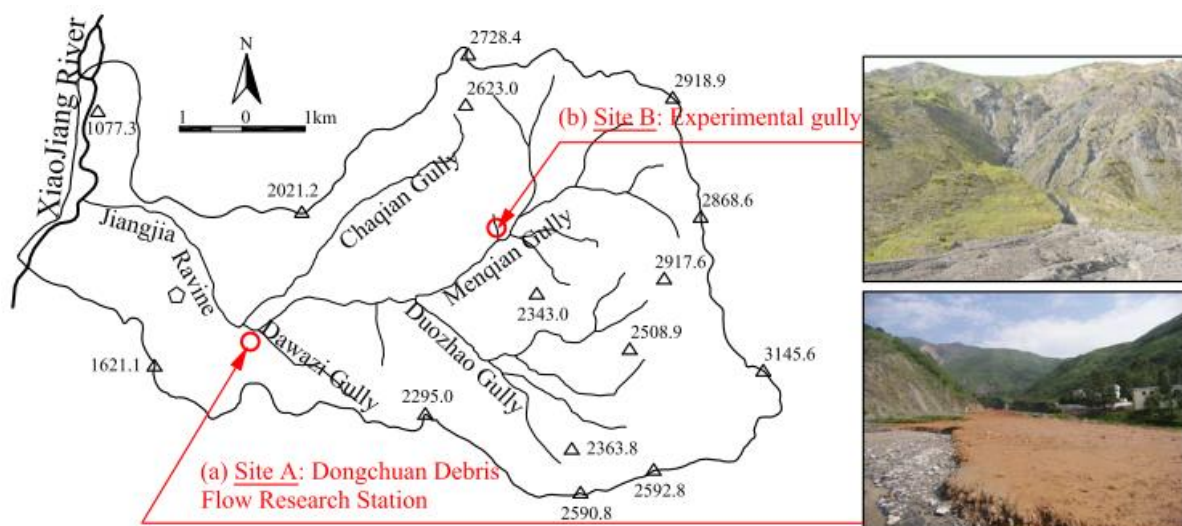 2728.4
N
2623.0
2918.9
XiaoJiang River
1077.3
1
0
1km
(b) Site B: Experimental gully
2021.2
Chaqian Gully
2868.6
Jiangjia
Ravine
Menqian Gully
2917.6
2343.0
Duozhao Gully
2508.9
Dawazi Gully
1621.1
3145.6
2295.0
(a) Site A: Dongchuan Debris
Flow Research Station
2363.8
2592.8
2590.8